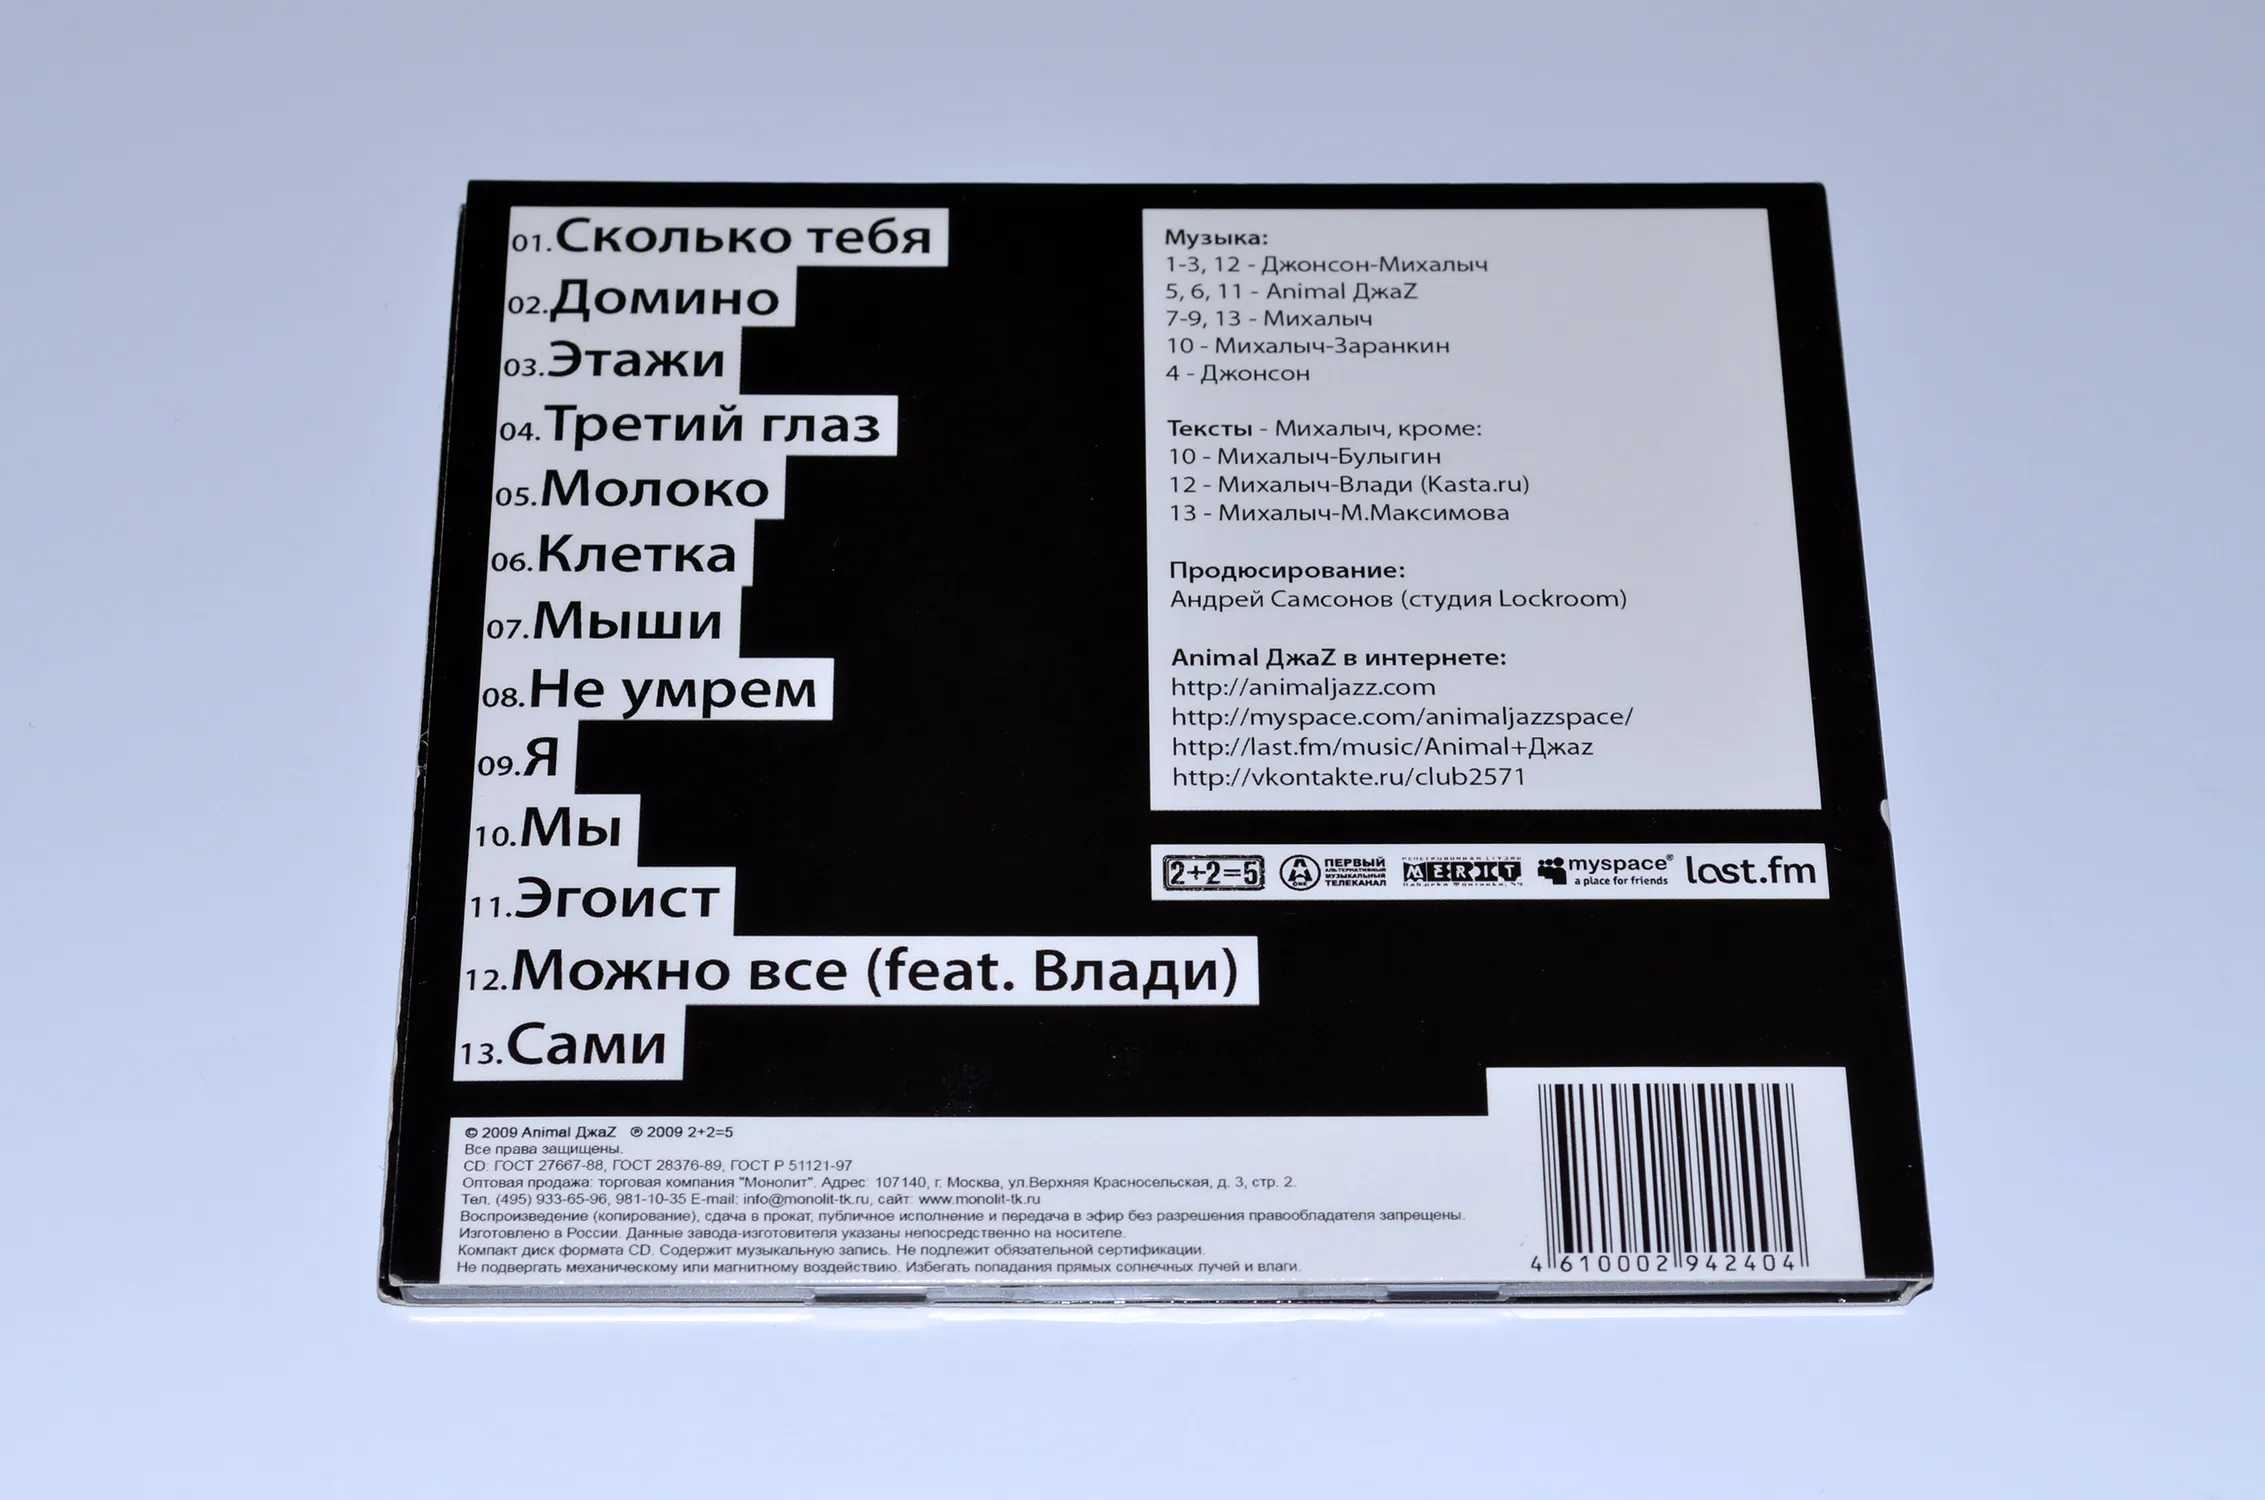 01.Сколько тебя
02.Домино
03.Этажи
04.Третий глаз
05.Молоко
06.Клетка
07.Мыши
08.Не умрем
09.Я
10.Мы
11.Эгоист
12.Можно все (feat. Влади)
13.Сами
Музыка:
1-3, 12 - Джонсон-Михалыч
5, 6, 11 - Animal ДжаZ
7-9, 13 - Михалыч
10 - Михалыч-Заранкин
4 - Джонсон
Тексты - Михалыч, кроме:
10 - Михалыч-Булыгин
12 - Михалыч-Влади (Kasta.ru)
13 - Михалыч-М.Максимова
Продюсирование:
Андрей Самсонов (студия Lockroom)
Animal ДжаZ в интернете:
http://animaljazz.com
http://myspace.com/animaljazzspace/
http://last.fm/music/Animal+Джаz
http://vkontakte.ru/club2571
2+2=5
A ONE
ПЕРВЫЙ
АЛЬТЕРНАТИВНЫЙ
МУЗЫКАЛЬНЫЙ
ТЕЛЕКАНАЛ
MERIT
myspace®
a place for friends
last.fm
© 2009 Animal ДжаZ ℗ 2009 2+2=5
Все права защищены.
CD: ГОСТ 27667-88, ГОСТ 28376-89, ГОСТ Р 51121-97
Оптовая продажа: торговая компания "Монолит". Адрес: 107140, г. Москва, ул.Верхняя Красносельская, д. 3, стр. 2.
Тел. (495) 933-65-96, 981-10-35 E-mail: info@monolit-tk.ru, сайт: www.monolit-tk.ru
Воспроизведение (копирование), сдача в прокат, публичное исполнение и передача в эфир без разрешения правообладателя запрещены.
Изготовлено в России. Данные завода-изготовителя указаны непосредственно на носителе.
Компакт диск формата CD. Содержит музыкальную запись. Не подлежит обязательной сертификации.
Не подвергать механическому или магнитному воздействию. Избегать попадания прямых солнечных лучей и влаги.
4 610002 942404